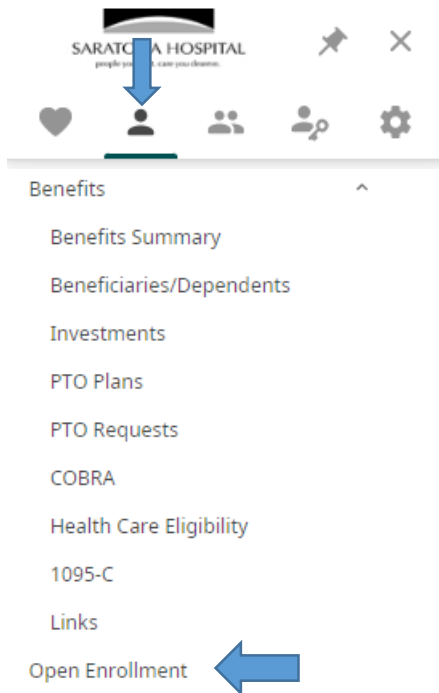 HOSPITAL
Benefits
Benefits Summary
Beneficiaries/Dependents
Investments
PTO Plans
PTO Requests
COBRA
Health Care Eligibility
1095-C
Links
Open Enrollment